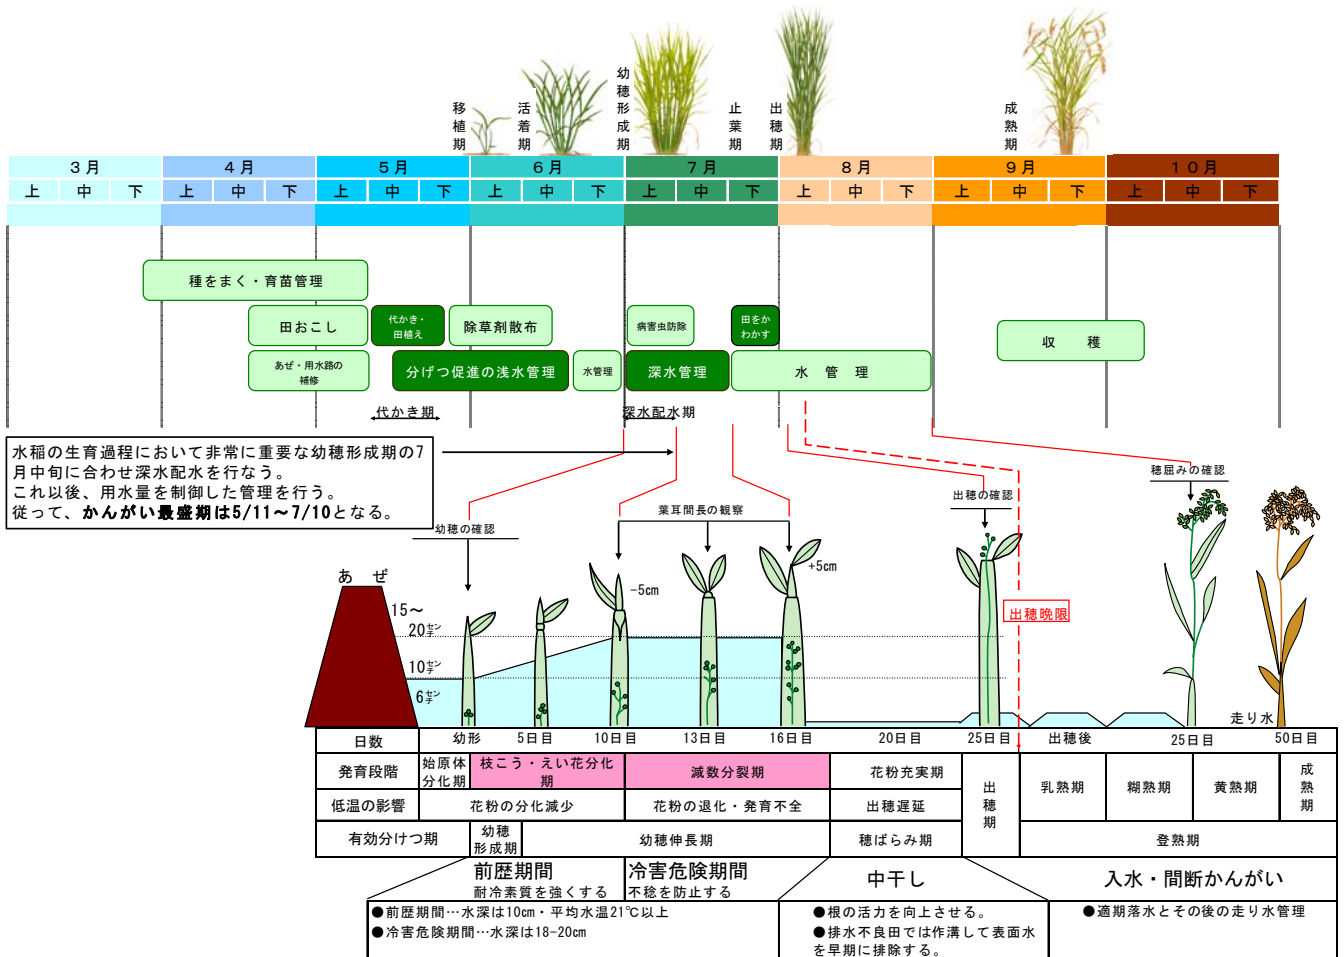 移植期
活着期
幼穂形成期
止葉期
出穂期
成熟期
3月
4月
5月
6月
7月
8月
9月
10月
上 中 下 上 中 下 上 中 下 上 中 下 上 中 下 上 中 下 上 中 下 上 中 下
種をまく・育苗管理
田おこし
代かき・
田植え
除草剤散布
病害虫防除
田をか
わかす
収 穫
あぜ・用水路の
補修
分げつ促進の浅水管理
水管理
深水管理
水 管 理
代かき期
深水配水期
水稲の生育過程において非常に重要な幼穂形成期の7
月中旬に合わせ深水配水を行なう。
これ以後、用水量を制御した管理を行う。
従って、かんがい最盛期は5/11～7/10となる。
幼穂の確認
葉耳間長の観察
出穂の確認
穂屈みの確認
あ ぜ
15～
20センチ
10センチ
6センチ
-5cm
+5cm
出穂晩限
走り水
日数 幼形 5日目 10日目 13日目 16日目 20日目 25日目 出穂後 25日目 50日目
発育段階
始原体
分化期
枝こう・えい花分化
期
減数分裂期
花粉充実期
出穂期
乳熟期
糊熟期
黄熟期
成熟期
低温の影響 花粉の分化減少 花粉の退化・発育不全 出穂遅延
有効分けつ期
幼穂
形成期
幼穂伸長期
穂ばらみ期
登熟期
前歴期間
耐冷素質を強くする
冷害危険期間
不稔を防止する
中干し
入水・間断かんがい
●前歴期間…水深は10cm・平均水温21℃以上
●冷害危険期間…水深は18-20cm
●根の活力を向上させる。
●排水不良田では作溝して表面水
を早期に排除する。
●適期落水とその後の走り水管理